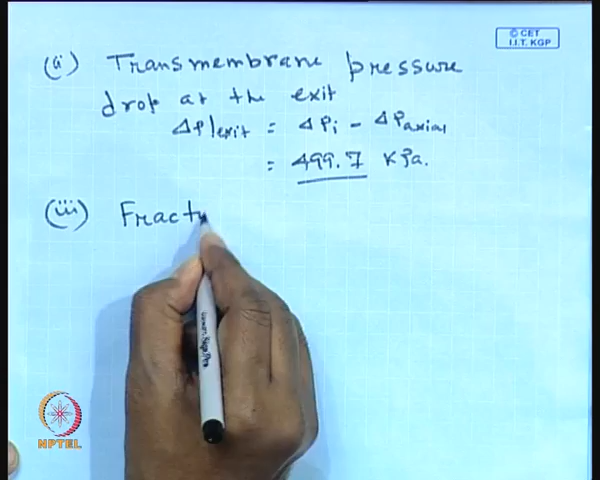 © CET
I.I.T. KGP
(ii) Transmembrane pressure
drop at the exit
ΔP|exit = ΔPi - ΔPaxial
= 499.7 KPa.
(iii) Fract
NPTEL